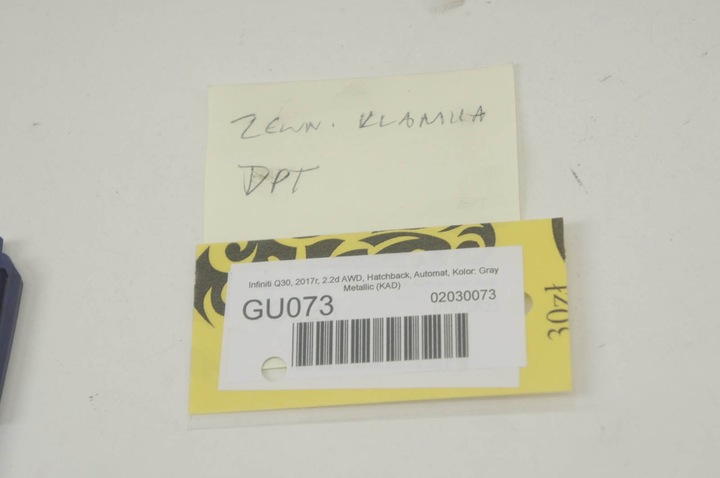 ZEWN. KLAMKA
DPT
Infiniti Q30, 2017r, 2.2d AWD, Hatchback, Automat, Kolor: Gray
Metallic (KAD)
GU073
02030073
30zł